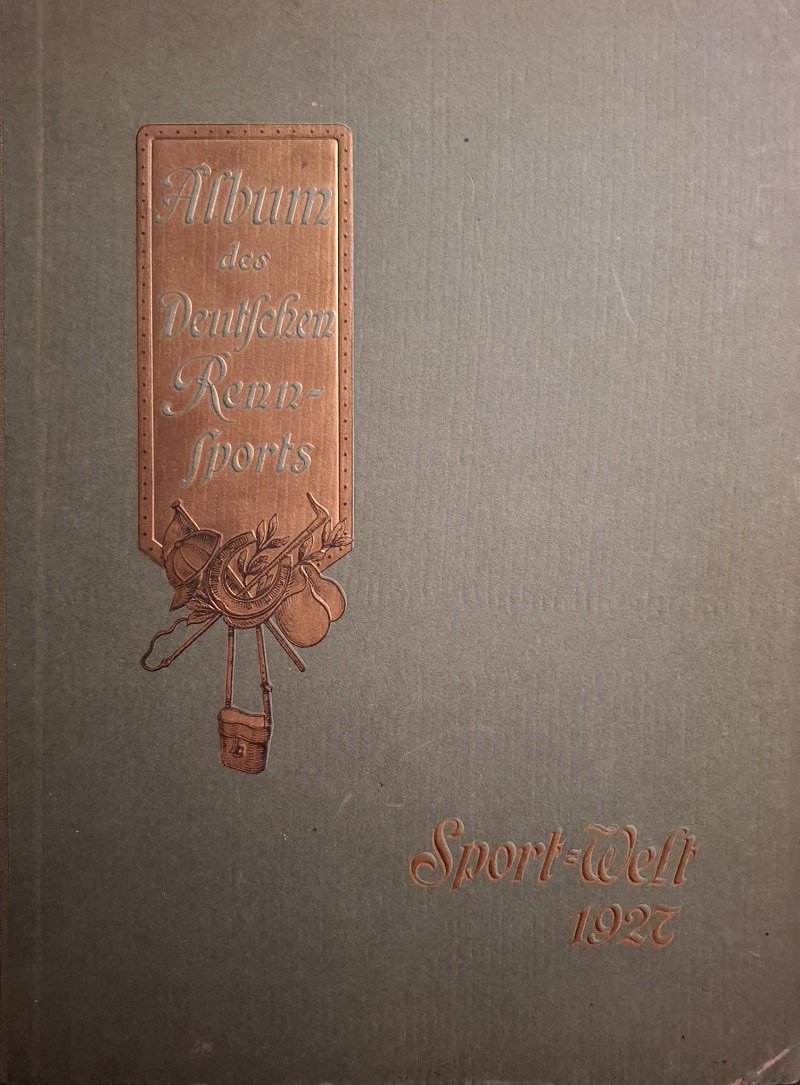 Album
des
Deutschen
Renn-
sports
Sport-Welt
1927